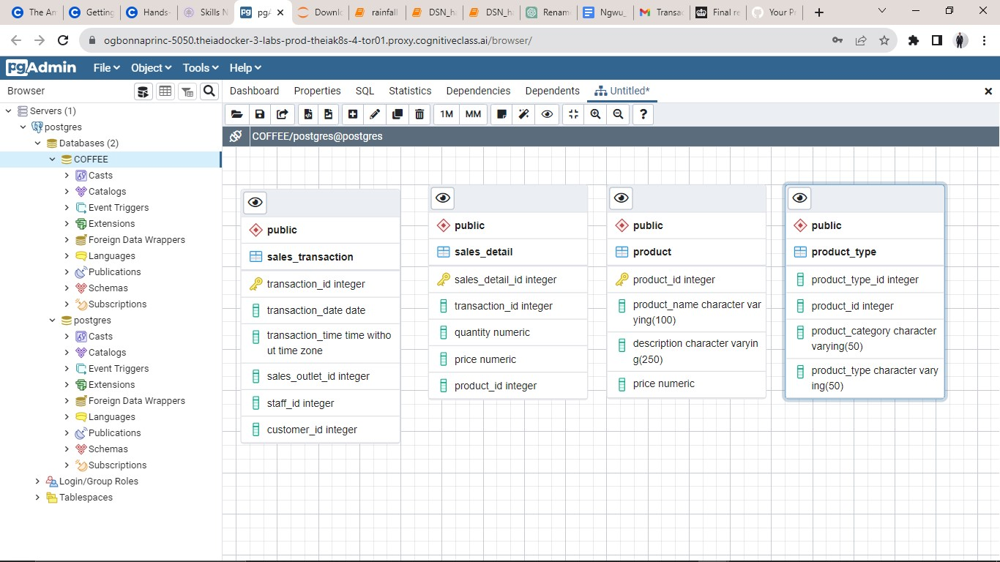 The An
Getting
Hands-
Skills N
pgA
Downlo
rainfall
DSN_ha
DSN_ha
Renam
Ngwu_
Transac
Final re
Your Pe
ogbonnaprinc-5050.theiadocker-3-labs-prod-theiak8s-4-tor01.proxy.cognitiveclass.ai/browser/
pgAdmin File Object Tools Help
Browser
Dashboard Properties SQL Statistics Dependencies Dependents Untitled*
1M MM ?
COFFEE/postgres@postgres
Servers (1)
postgres
Databases (2)
COFFEE
Casts
Catalogs
Event Triggers
Extensions
Foreign Data Wrappers
Languages
Publications
Schemas
Subscriptions
postgres
Casts
Catalogs
Event Triggers
Extensions
Foreign Data Wrappers
Languages
Publications
Schemas
Subscriptions
Login/Group Roles
Tablespaces
public
sales_transaction
transaction_id integer
transaction_date date
transaction_time time witho
ut time zone
sales_outlet_id integer
staff_id integer
customer_id integer
public
sales_detail
sales_detail_id integer
transaction_id integer
quantity numeric
price numeric
product_id integer
public
product
product_id integer
product_name character var
ying(100)
description character varyin
g(250)
price numeric
public
product_type
product_type_id integer
product_id integer
product_category character
varying(50)
product_type character vary
ing(50)